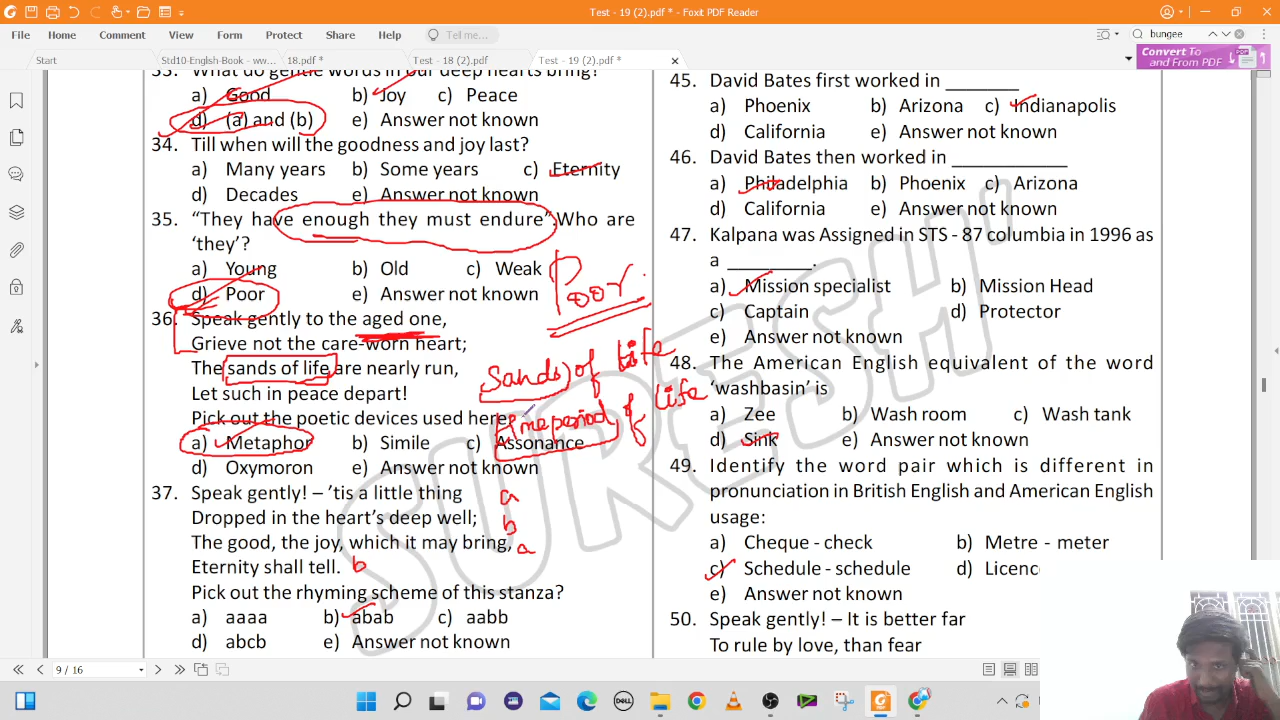 Test - 19 (2).pdf * - Foxit PDF Reader
File Home Comment View Form Protect Share Help Tell me... bungee
Start Std10-English-Book - ww... 18.pdf * Test - 18 (2).pdf Test - 19 (2).pdf * Convert To and From PDF
33. What do gentle words in our deep hearts bring?
a) Good b) Joy c) Peace
d) (a) and (b) e) Answer not known
34. Till when will the goodness and joy last?
a) Many years b) Some years c) Eternity
d) Decades e) Answer not known
35. “They have enough they must endure”.Who are
‘they’?
a) Young b) Old c) Weak
d) Poor e) Answer not known
Poor
36. Speak gently to the aged one,
Grieve not the care-worn heart;
The sands of life are nearly run,
Let such in peace depart!
Pick out the poetic devices used here?
a) Metaphor b) Simile c) Assonance
d) Oxymoron e) Answer not known
Sands of life
Timeperiod of life
37. Speak gently! – ’tis a little thing a
Dropped in the heart’s deep well; b
The good, the joy, which it may bring, a
Eternity shall tell. b
Pick out the rhyming scheme of this stanza?
a) aaaa b) abab c) aabb
d) abcb e) Answer not known
45. David Bates first worked in ________
a) Phoenix b) Arizona c) Indianapolis
d) California e) Answer not known
46. David Bates then worked in ____________
a) Philadelphia b) Phoenix c) Arizona
d) California e) Answer not known
47. Kalpana was Assigned in STS - 87 columbia in 1996 as
a ________.
a) Mission specialist b) Mission Head
c) Captain d) Protector
e) Answer not known
48. The American English equivalent of the word
‘washbasin’ is
a) Zee b) Wash room c) Wash tank
d) Sink e) Answer not known
49. Identify the word pair which is different in
pronunciation in British English and American English
usage:
a) Cheque - check b) Metre - meter
c) Schedule - schedule d) Licence
e) Answer not known
50. Speak gently! – It is better far
To rule by love, than fear
SURESH’
9 / 16
DELL